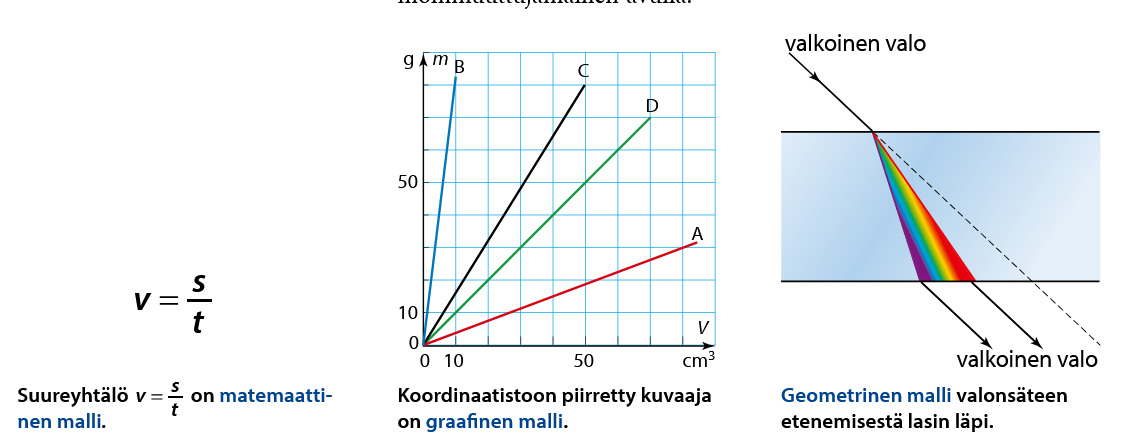 v = s/t
Suureyhtälö v = s/t on matemaatti-
nen malli.
g m B
C
D
50
A
10
V
0
0 10 50 cm³
Koordinaatistoon piirretty kuvaaja
on graafinen malli.
valkoinen valo
valkoinen valo
Geometrinen malli valonsäteen
etenemisestä lasin läpi.